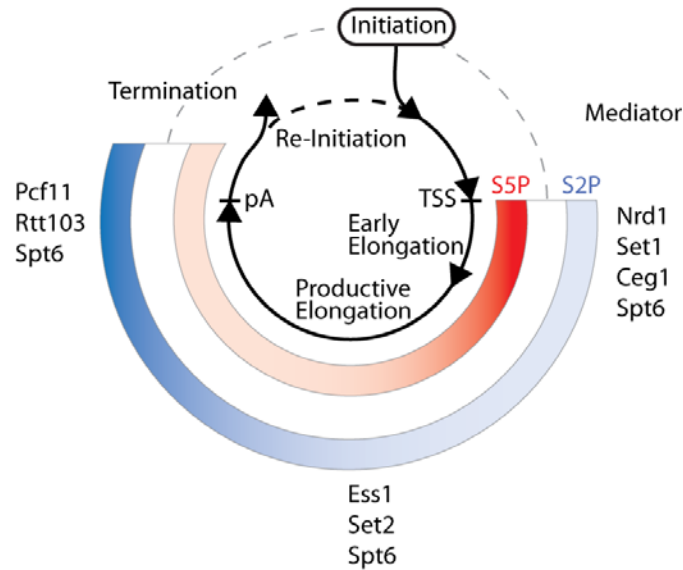 Initiation
Termination
Mediator
Re-Initiation
S5P
S2P
Pcf11
Rtt103
Spt6
pA
TSS
Early
Elongation
Nrd1
Set1
Ceg1
Spt6
Productive
Elongation
Ess1
Set2
Spt6